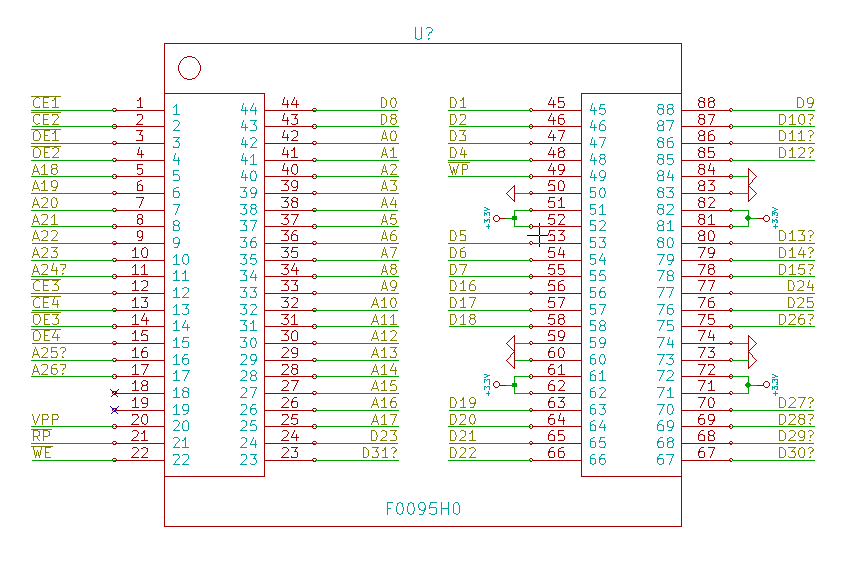 U?
CE1 1 1 44 44 D0 D1 45 45 88 88 D9
CE2 2 2 43 43 D8 D2 46 46 87 87 D10?
OE1 3 3 42 42 A0 D3 47 47 86 86 D11?
OE2 4 4 41 41 A1 D4 48 48 85 85 D12?
A18 5 5 40 40 A2 WP 49 49 84 84
A19 6 6 39 39 A3 50 50 83 83
A20 7 7 38 38 A4 51 51 82 82
A21 8 8 37 37 A5 +3.3V 52 52 81 81 +3.3V
A22 9 9 36 36 A6 D5 53 53 80 80 D13?
A23 10 10 35 35 A7 D6 54 54 79 79 D14?
A24? 11 11 34 34 A8 D7 55 55 78 78 D15?
CE3 12 12 33 33 A9 D16 56 56 77 77 D24
CE4 13 13 32 32 A10 D17 57 57 76 76 D25
OE3 14 14 31 31 A11 D18 58 58 75 75 D26?
OE4 15 15 30 30 A12 59 59 74 74
A25? 16 16 29 29 A13 60 60 73 73
A26? 17 17 28 28 A14 61 61 72 72
18 18 27 27 A15 +3.3V 62 62 71 71 +3.3V
19 19 26 26 A16 D19 63 63 70 70 D27?
VPP 20 20 25 25 A17 D20 64 64 69 69 D28?
RP 21 21 24 24 D23 D21 65 65 68 68 D29?
WE 22 22 23 23 D31? D22 66 66 67 67 D30?
F0095H0